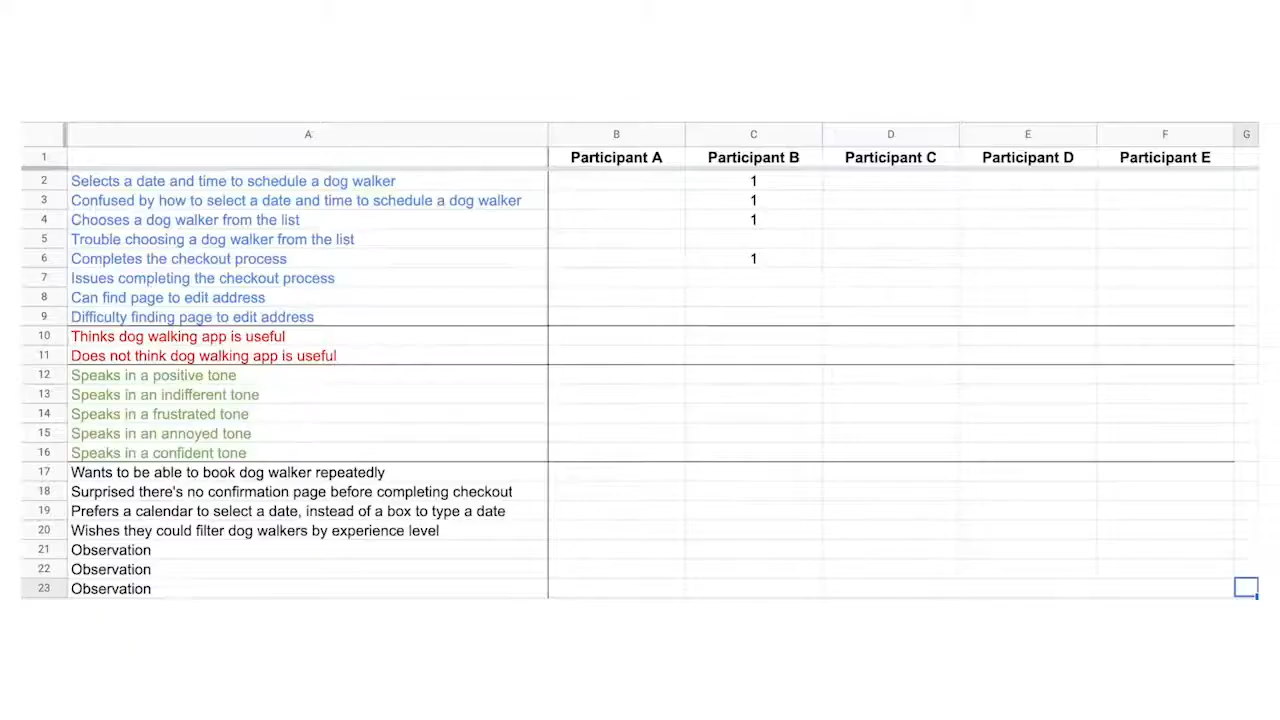 A B C D E F G
1 Participant A Participant B Participant C Participant D Participant E
2 Selects a date and time to schedule a dog walker 1
3 Confused by how to select a date and time to schedule a dog walker 1
4 Chooses a dog walker from the list 1
5 Trouble choosing a dog walker from the list
6 Completes the checkout process 1
7 Issues completing the checkout process
8 Can find page to edit address
9 Difficulty finding page to edit address
10 Thinks dog walking app is useful
11 Does not think dog walking app is useful
12 Speaks in a positive tone
13 Speaks in an indifferent tone
14 Speaks in a frustrated tone
15 Speaks in an annoyed tone
16 Speaks in a confident tone
17 Wants to be able to book dog walker repeatedly
18 Surprised there's no confirmation page before completing checkout
19 Prefers a calendar to select a date, instead of a box to type a date
20 Wishes they could filter dog walkers by experience level
21 Observation
22 Observation
23 Observation